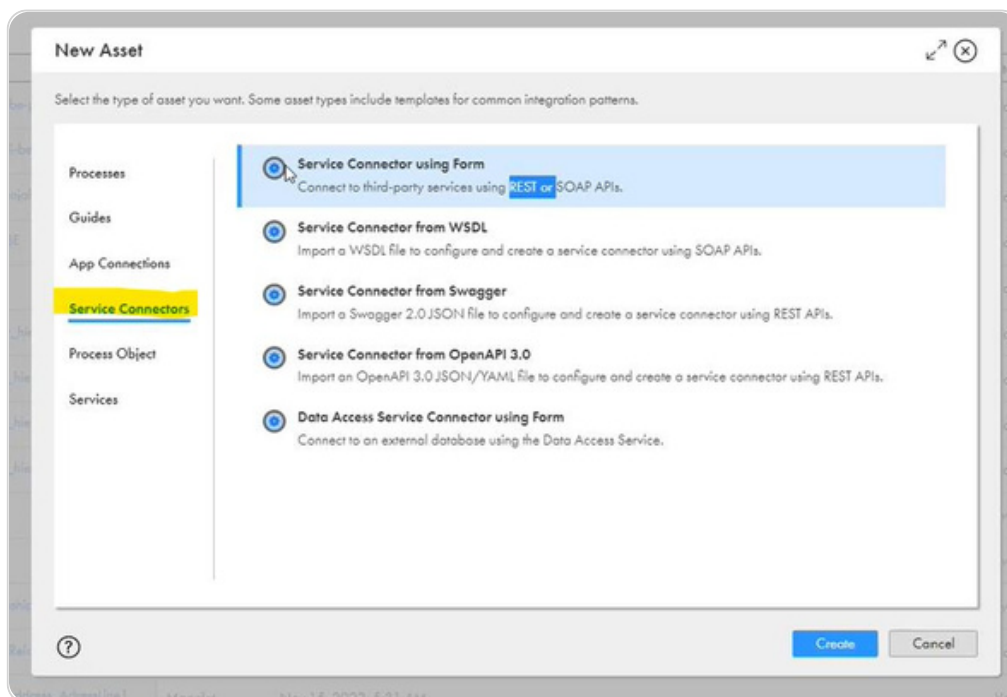 New Asset
Select the type of asset you want. Some asset types include templates for common integration patterns.
Processes
Guides
App Connections
Service Connectors
Process Object
Services
Service Connector using Form
Connect to third-party services using REST or SOAP APIs.
Service Connector from WSDL
Import a WSDL file to configure and create a service connector using SOAP APIs.
Service Connector from Swagger
Import a Swagger 2.0 JSON file to configure and create a service connector using REST APIs.
Service Connector from OpenAPI 3.0
Import an OpenAPI 3.0 JSON/YAML file to configure and create a service connector using REST APIs.
Data Access Service Connector using Form
Connect to an external database using the Data Access Service.
?
Create
Cancel